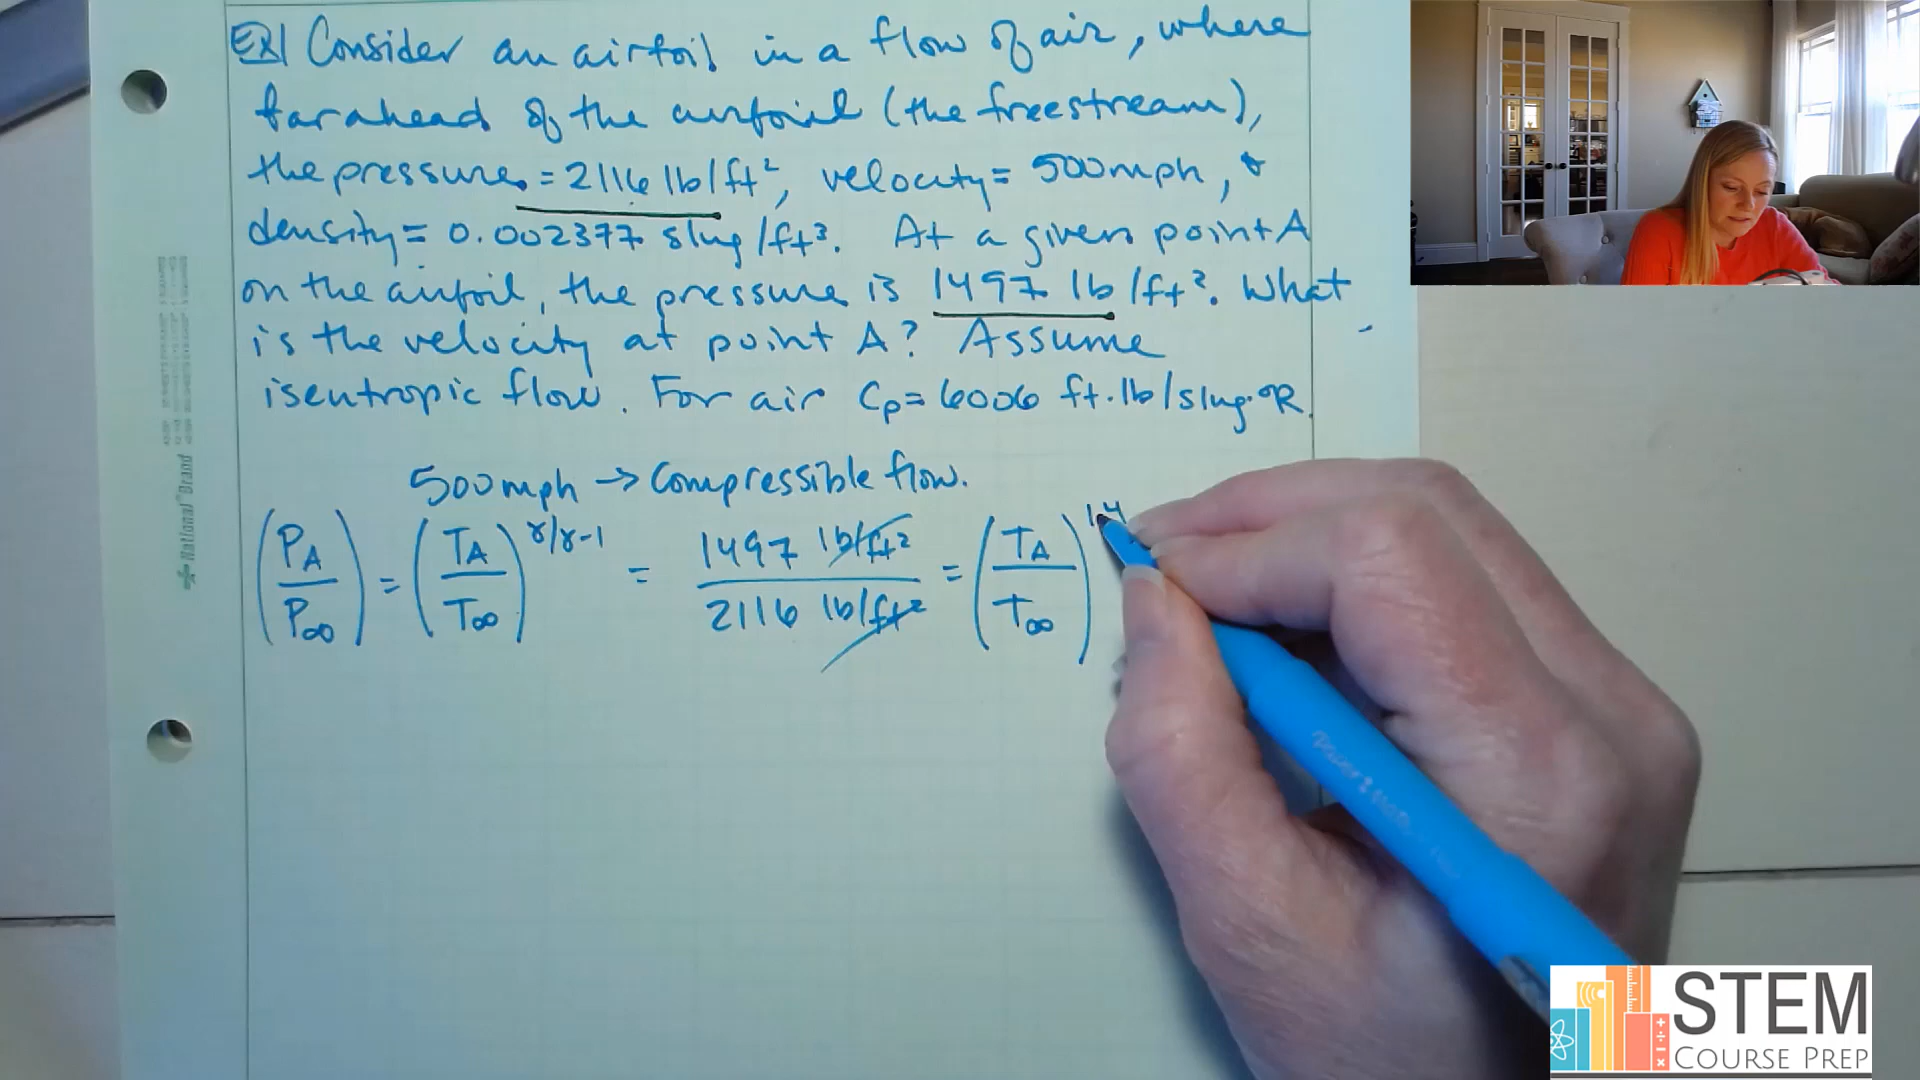 EX1 Consider an airfoil in a flow of air, where
far ahead of the airfoil (the freestream),
the pressure = 2116 lb/ft², velocity = 500mph, &
density = 0.002377 slug/ft³. At a given point A
on the airfoil, the pressure is 1497 lb/ft². What
is the velocity at point A? Assume
isentropic flow. For air Cp = 6006 ft·lb/slug·°R.
500mph → Compressible flow.
(PA/P∞) = (TA/T∞)^γ/γ-1 = 1497 lb/ft² / 2116 lb/ft² = (TA/T∞)^1.4
National Brand
STEM
COURSE PREP